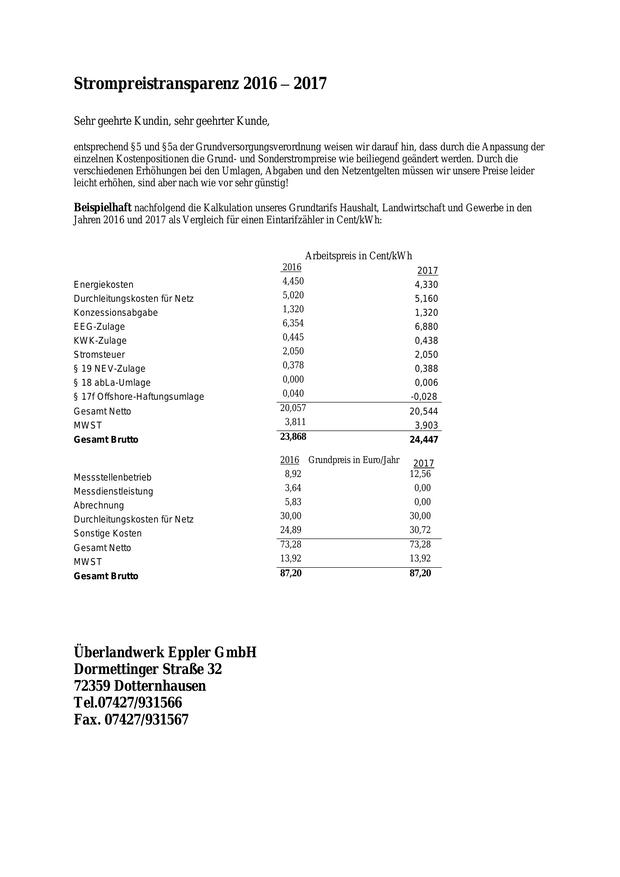 Strompreistransparenz 2016 – 2017
Sehr geehrte Kundin, sehr geehrter Kunde,
entsprechend §5 und §5a der Grundversorgungsverordnung weisen wir darauf hin, dass durch die Anpassung der
einzelnen Kostenpositionen die Grund- und Sonderstrompreise wie beiliegend geändert werden. Durch die
verschiedenen Erhöhungen bei den Umlagen, Abgaben und den Netzentgelten müssen wir unsere Preise leider
leicht erhöhen, sind aber nach wie vor sehr günstig!
Beispielhaft nachfolgend die Kalkulation unseres Grundtarifs Haushalt, Landwirtschaft und Gewerbe in den
Jahren 2016 und 2017 als Vergleich für einen Eintarifzähler in Cent/kWh:
Arbeitspreis in Cent/kWh
2016 2017
Energiekosten 4,450 4,330
Durchleitungskosten für Netz 5,020 5,160
Konzessionsabgabe 1,320 1,320
EEG-Zulage 6,354 6,880
KWK-Zulage 0,445 0,438
Stromsteuer 2,050 2,050
§ 19 NEV-Zulage 0,378 0,388
§ 18 abLa-Umlage 0,000 0,006
§ 17f Offshore-Haftungsumlage 0,040 -0,028
Gesamt Netto 20,057 20,544
MWST 3,811 3,903
Gesamt Brutto 23,868 24,447
2016 Grundpreis in Euro/Jahr 2017
Messstellenbetrieb 8,92 12,56
Messdienstleistung 3,64 0,00
Abrechnung 5,83 0,00
Durchleitungskosten für Netz 30,00 30,00
Sonstige Kosten 24,89 30,72
Gesamt Netto 73,28 73,28
MWST 13,92 13,92
Gesamt Brutto 87,20 87,20
Überlandwerk Eppler GmbH
Dormettinger Straße 32
72359 Dotternhausen
Tel.07427/931566
Fax. 07427/931567